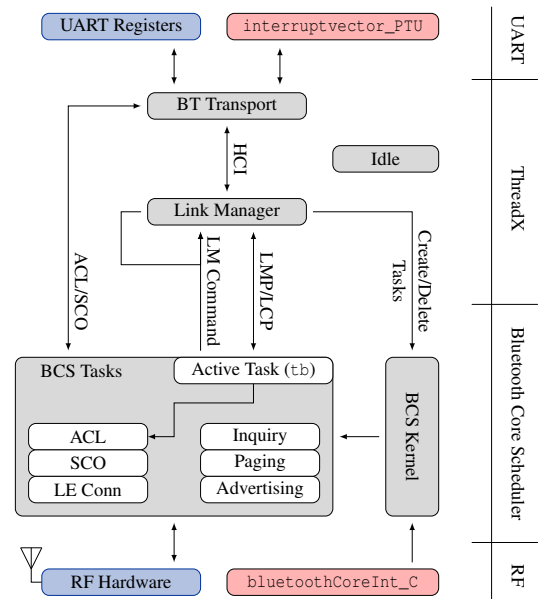 UART Registers
interruptvector_PTU
UART
BT Transport
HCI
Idle
ThreadX
Link Manager
ACL/SCO
LM Command
LMP/LCP
Create/Delete
Tasks
BCS Tasks
Active Task (tb)
BCS Kernel
Bluetooth Core Scheduler
ACL
Inquiry
SCO
Paging
LE Conn
Advertising
RF Hardware
bluetoothCoreInt_C
RF